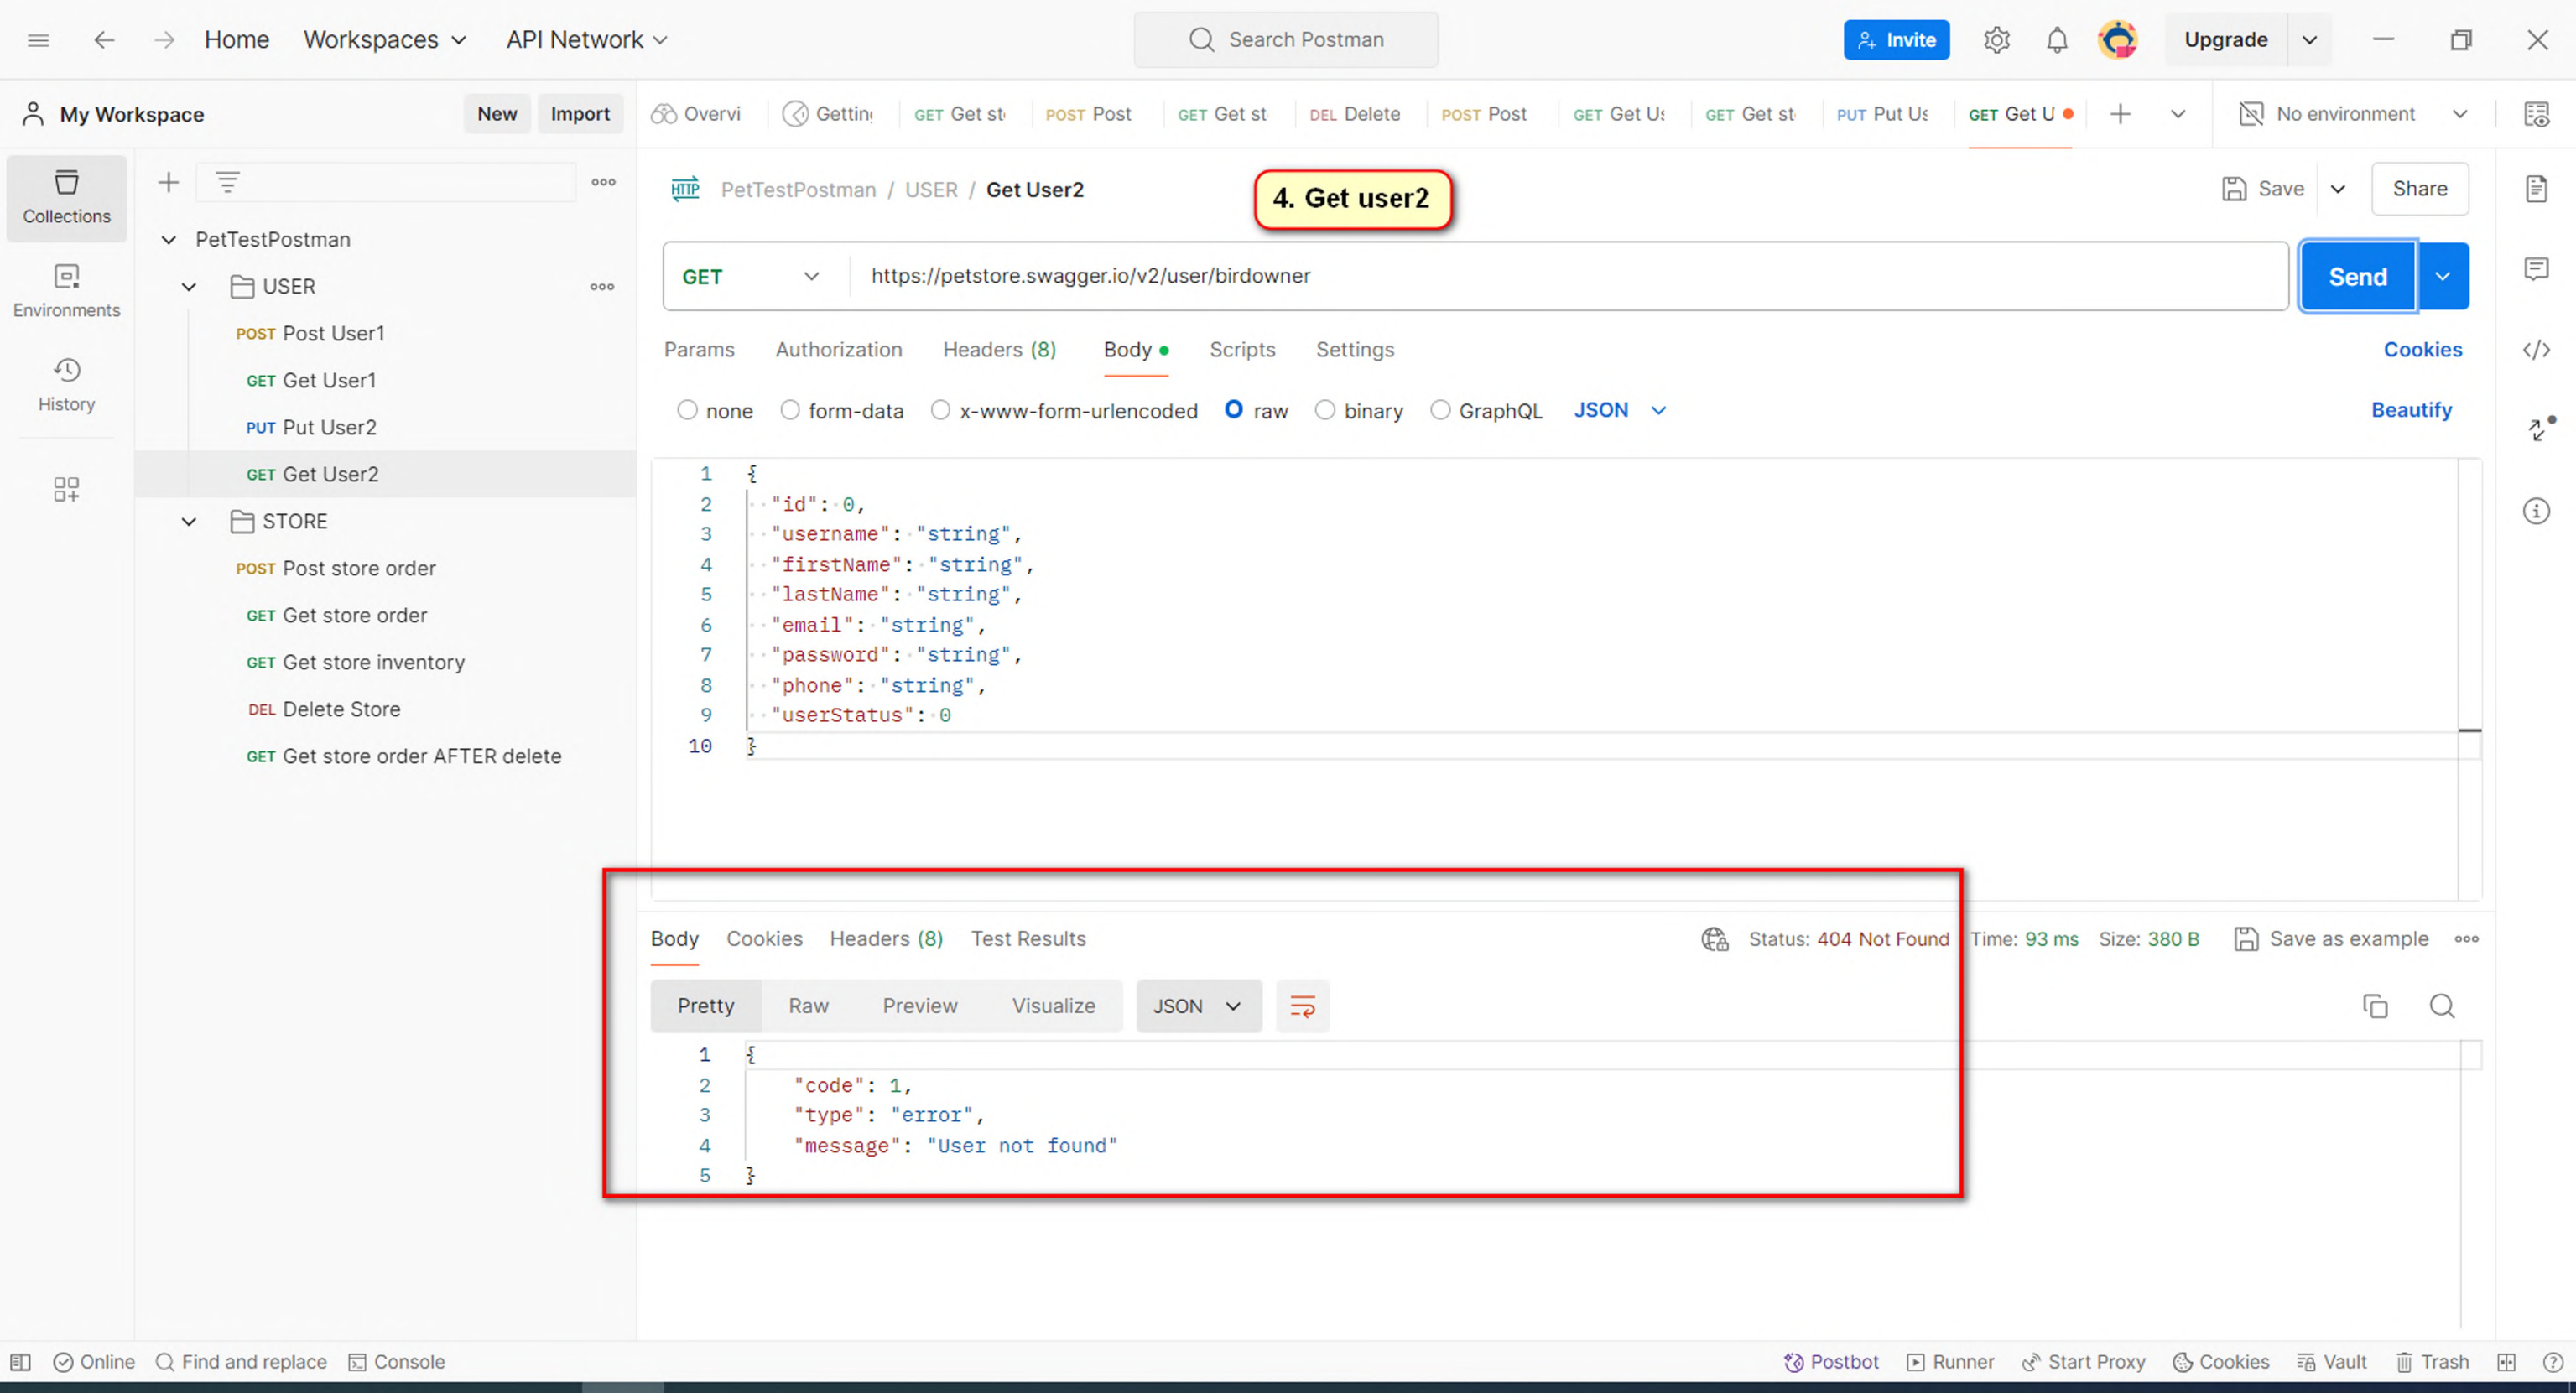 Home Workspaces API Network Search Postman Invite Upgrade
My Workspace New Import Overvi Gettin GET Get st POST Post GET Get st DEL Delete POST Post GET Get Us GET Get st PUT Put Us GET Get U No environment
Collections
Environments
History
PetTestPostman
USER
POST Post User1
GET Get User1
PUT Put User2
GET Get User2
STORE
POST Post store order
GET Get store order
GET Get store inventory
DEL Delete Store
GET Get store order AFTER delete
HTTP PetTestPostman / USER / Get User2 4. Get user2 Save Share
GET https://petstore.swagger.io/v2/user/birdowner Send
Params Authorization Headers (8) Body Scripts Settings Cookies
none form-data x-www-form-urlencoded raw binary GraphQL JSON Beautify
1 {
2 "id": 0,
3 "username": "string",
4 "firstName": "string",
5 "lastName": "string",
6 "email": "string",
7 "password": "string",
8 "phone": "string",
9 "userStatus": 0
10 }
Body Cookies Headers (8) Test Results Status: 404 Not Found Time: 93 ms Size: 380 B Save as example
Pretty Raw Preview Visualize JSON
1 {
2 "code": 1,
3 "type": "error",
4 "message": "User not found"
5 }
Online Find and replace Console Postbot Runner Start Proxy Cookies Vault Trash